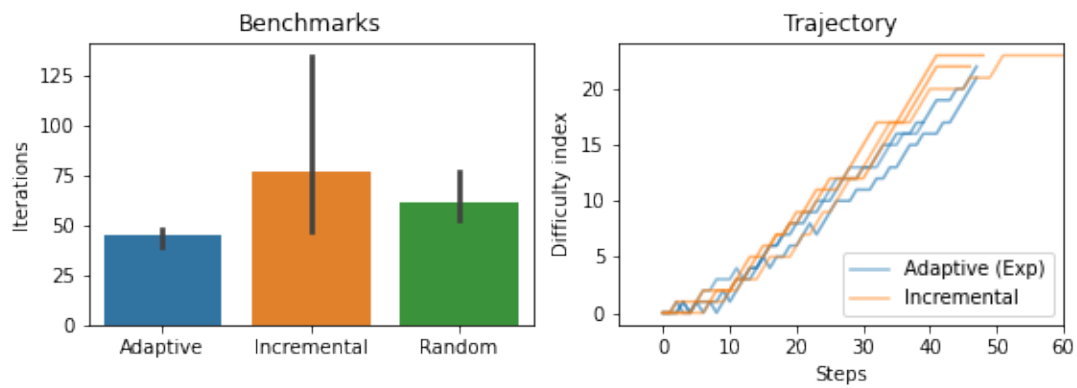 Benchmarks
Iterations
125
100
75
50
25
0
Adaptive
Incremental
Random
Trajectory
Difficulty index
20
15
10
5
0
Adaptive (Exp)
Incremental
0
10
20
30
40
50
60
Steps